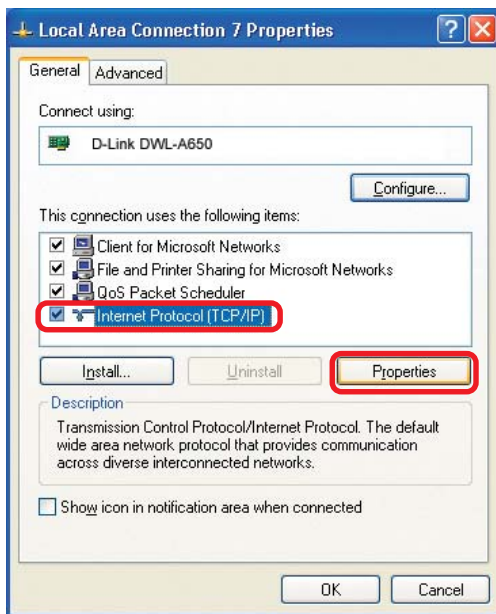 Local Area Connection 7 Properties
General Advanced
Connect using:
D-Link DWL-A650
Configure...
This connection uses the following items:
Client for Microsoft Networks
File and Printer Sharing for Microsoft Networks
QoS Packet Scheduler
Internet Protocol (TCP/IP)
Install... Uninstall Properties
Description
Transmission Control Protocol/Internet Protocol. The default
wide area network protocol that provides communication
across diverse interconnected networks.
Show icon in notification area when connected
OK Cancel